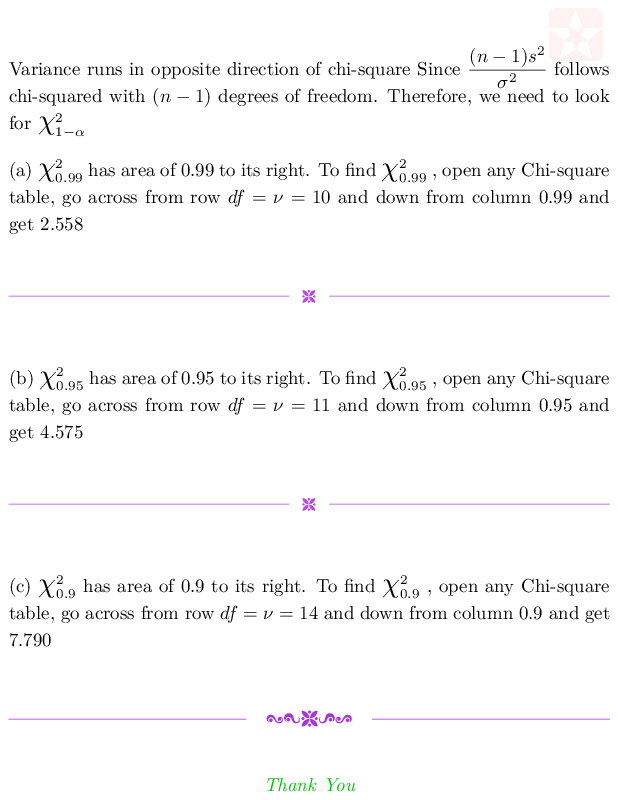 Variance runs in opposite direction of chi-square Since $\dfrac{(n-1)s^2}{\sigma^2}$ follows
chi-squared with $(n-1)$ degrees of freedom. Therefore, we need to look
for $\chi^2_{1-\alpha}$
(a) $\chi^2_{0.99}$ has area of 0.99 to its right. To find $\chi^2_{0.99}$ , open any Chi-square
table, go across from row $df = \nu = 10$ and down from column 0.99 and
get 2.558
(b) $\chi^2_{0.95}$ has area of 0.95 to its right. To find $\chi^2_{0.95}$ , open any Chi-square
table, go across from row $df = \nu = 11$ and down from column 0.95 and
get 4.575
(c) $\chi^2_{0.9}$ has area of 0.9 to its right. To find $\chi^2_{0.9}$ , open any Chi-square
table, go across from row $df = \nu = 14$ and down from column 0.9 and get
7.790
Thank You